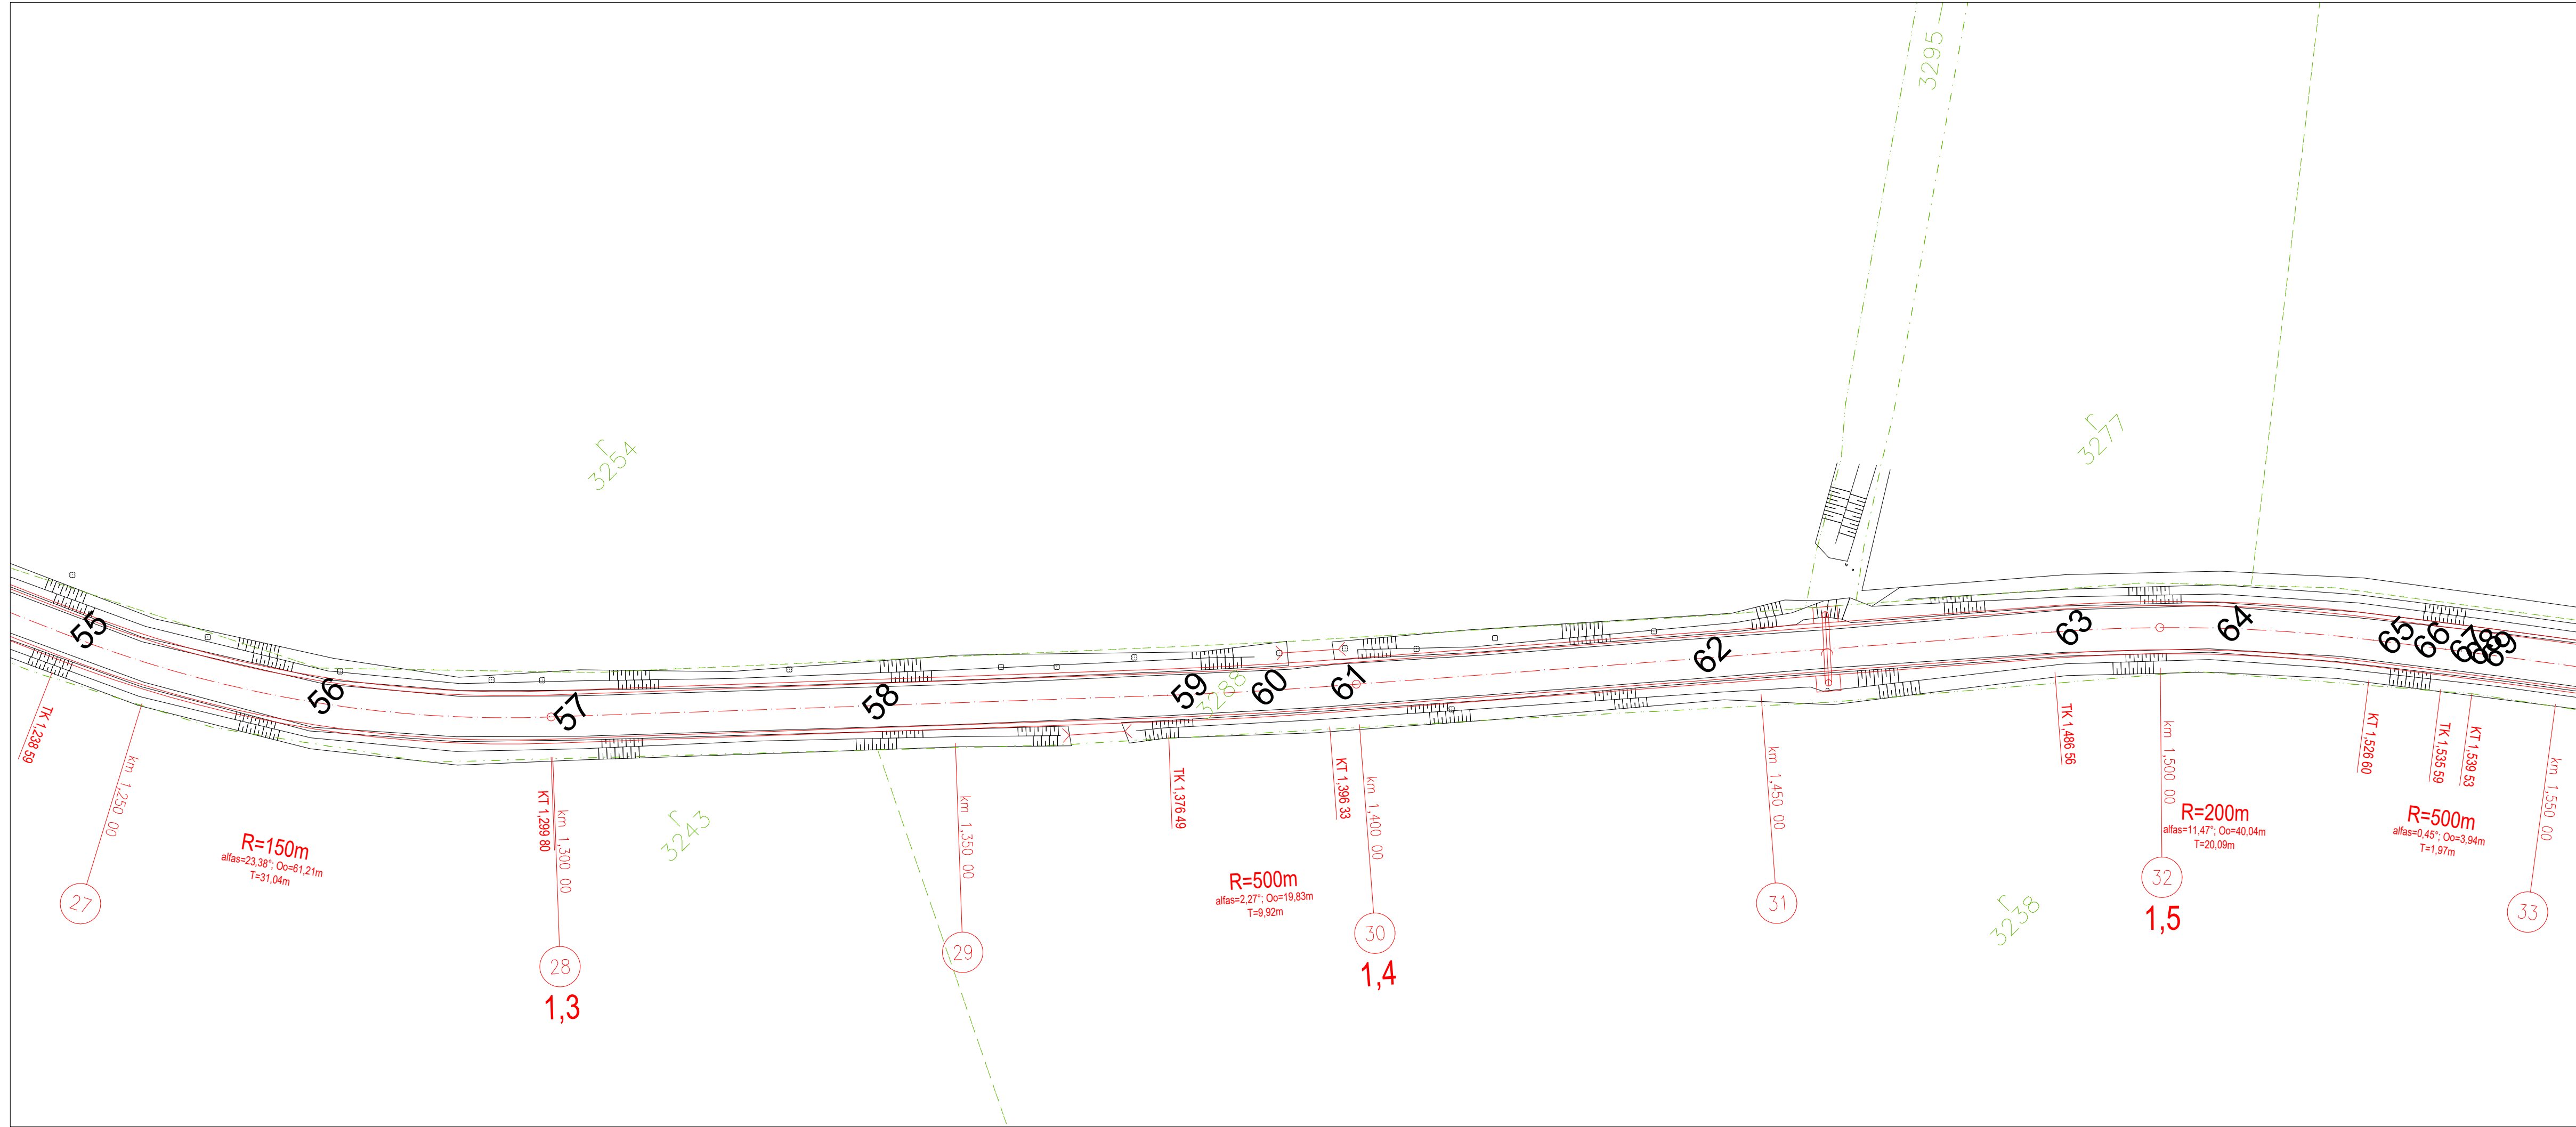 3295
r
3254
r
3277
55
56
57
58
59
3288
60
61
62
63
64
65
66
67
68
69
TK 1,238 59
km 1,250 00
27
R=150m
alfas=23,38°; Oo=61,21m
T=31,04m
KT 1,299 80
km 1,300 00
28
1,3
r
3243
km 1,350 00
29
TK 1,376 49
R=500m
alfas=2,27°; Oo=19,83m
T=9,92m
KT 1,396 33
km 1,400 00
30
1,4
km 1,450 00
31
r
3238
TK 1,486 56
km 1,500 00
32
1,5
R=200m
alfas=11,47°; Oo=40,04m
T=20,09m
KT 1,526 60
TK 1,535 59
KT 1,539 53
R=500m
alfas=0,45°; Oo=3,94m
T=1,97m
km 1,550 00
33